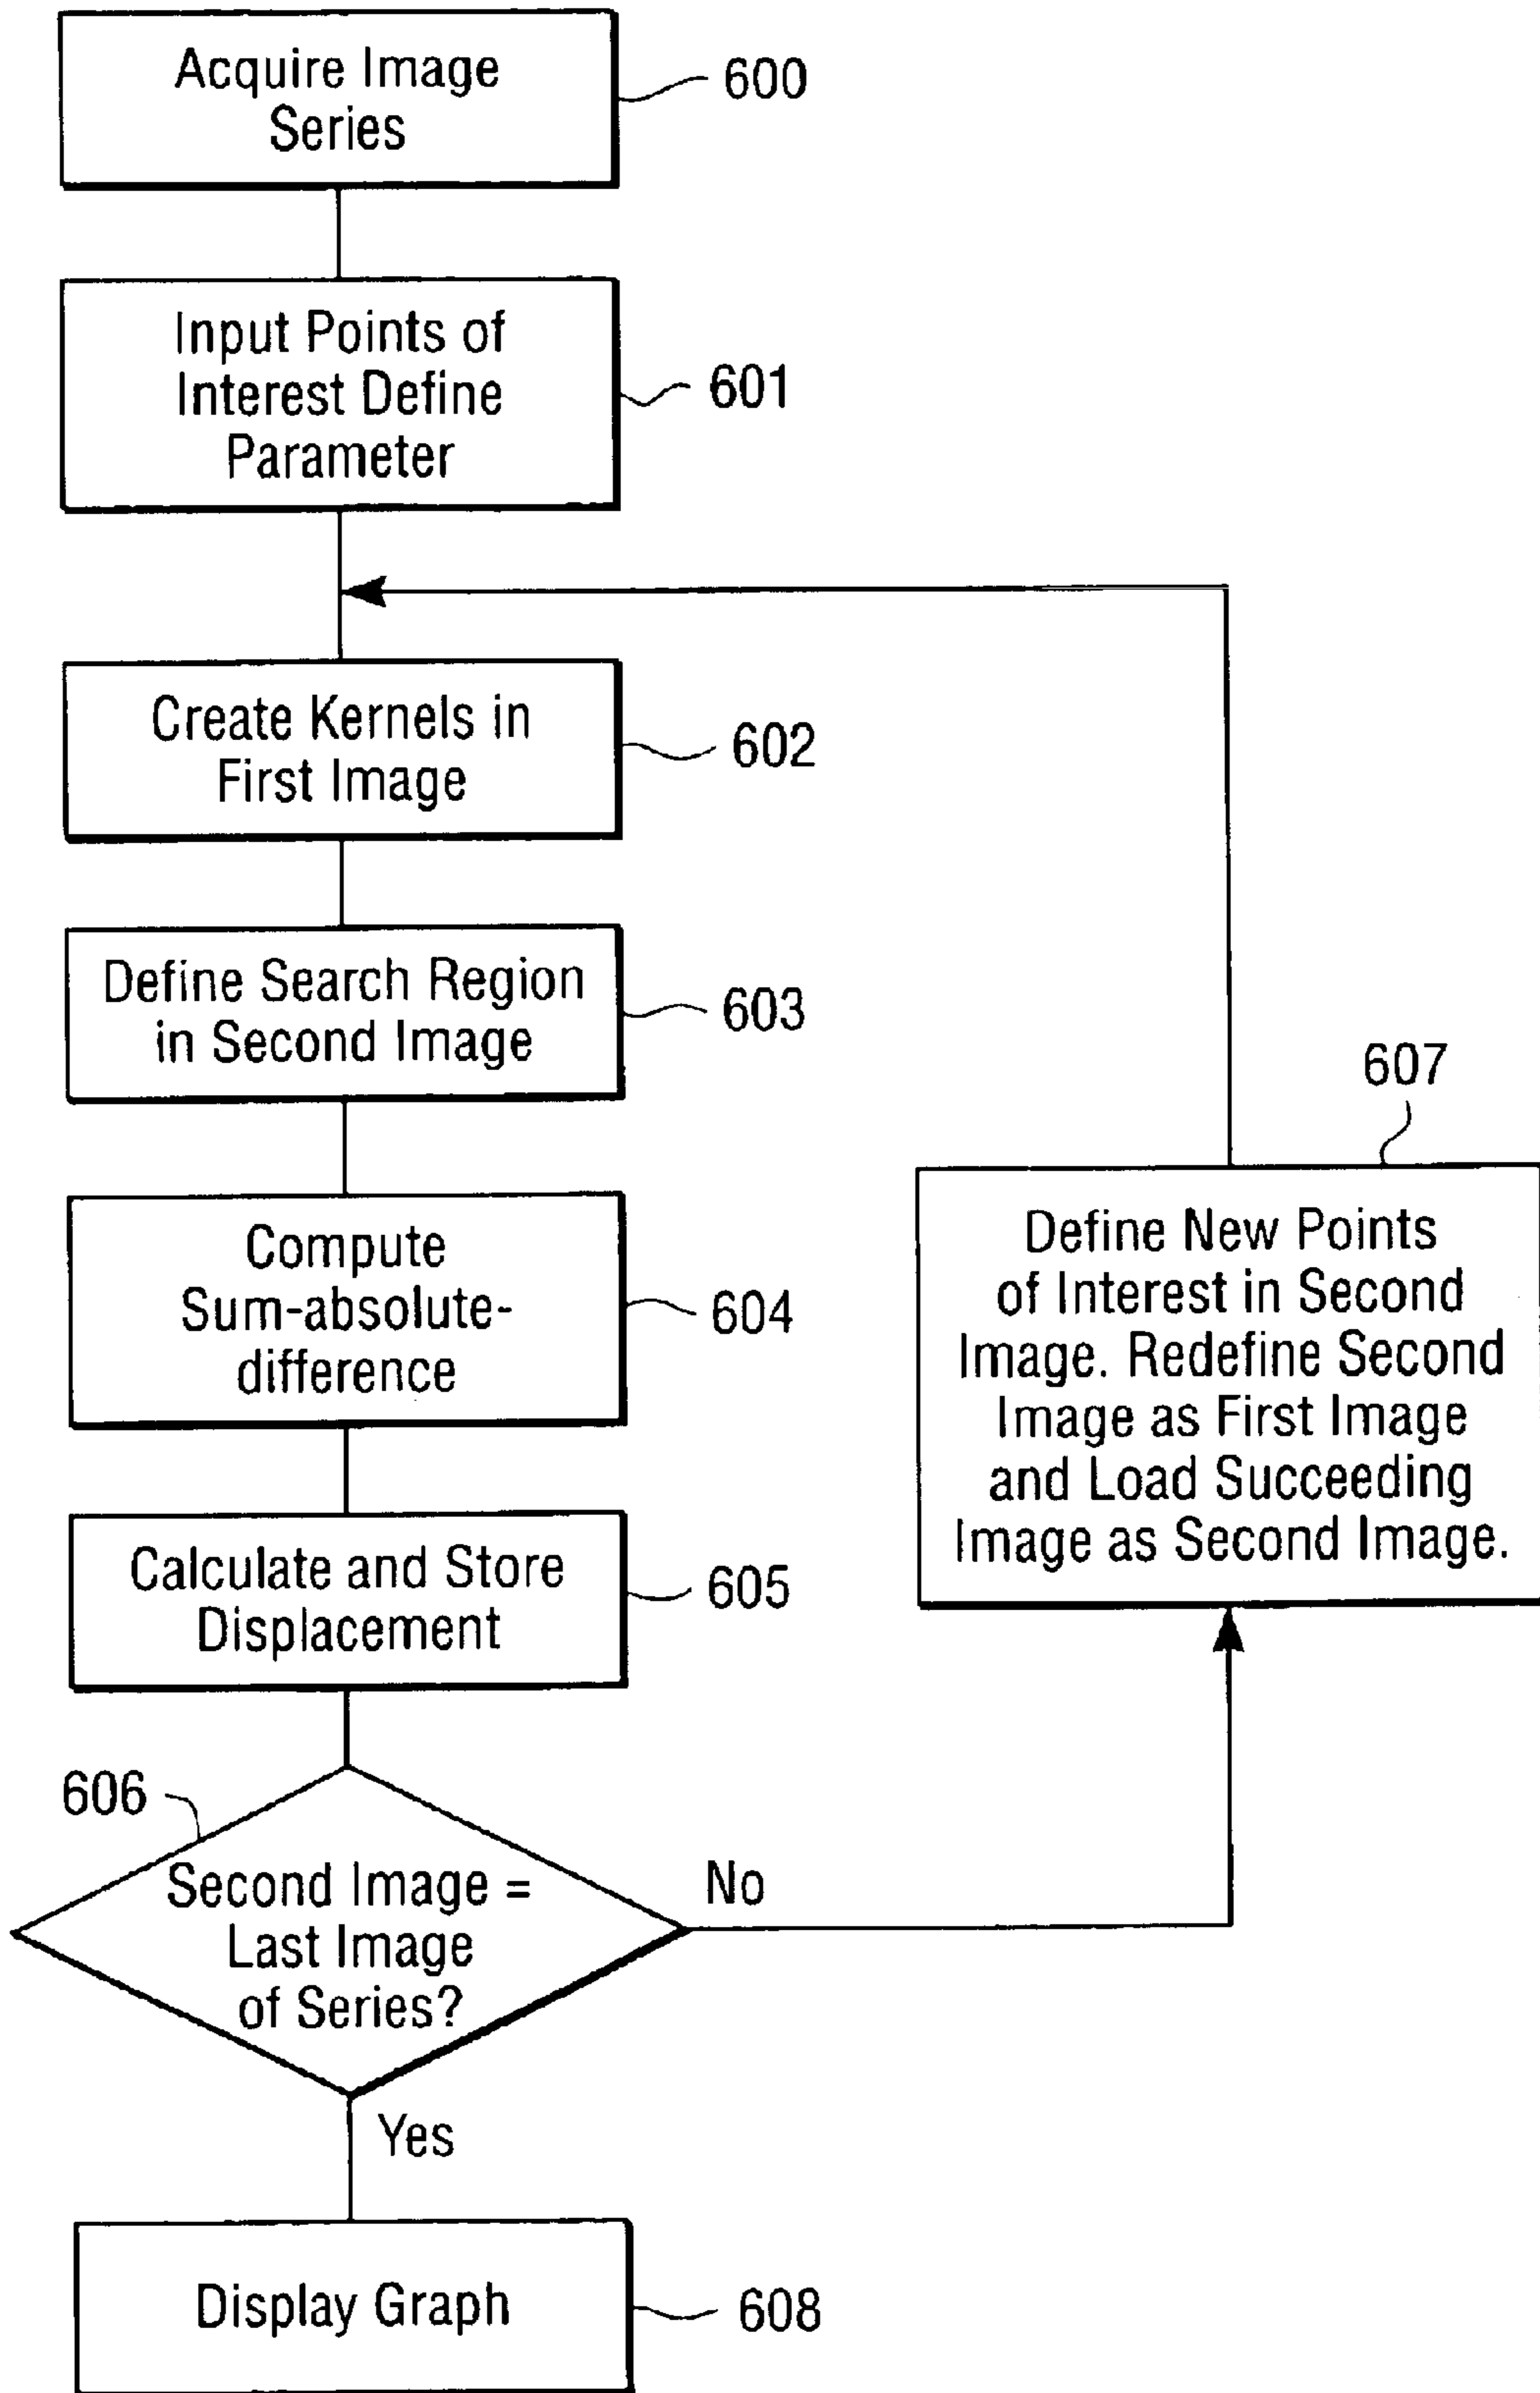 Acquire Image
Series
600
Input Points of
Interest Define
Parameter
601
Create Kernels in
First Image
602
Define Search Region
in Second Image
603
Compute
Sum-absolute-
difference
604
Calculate and Store
Displacement
605
606
Second Image =
Last Image
of Series?
No
Yes
607
Define New Points
of Interest in Second
Image. Redefine Second
Image as First Image
and Load Succeeding
Image as Second Image.
Display Graph
608